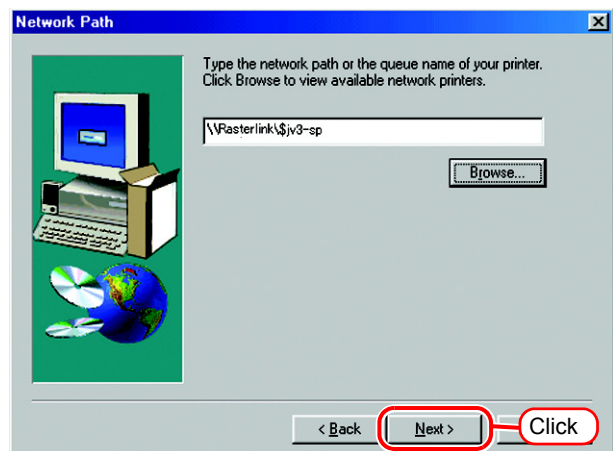 Network Path
Type the network path or the queue name of your printer.
Click Browse to view available network printers.
\\Rasterlink\$jv3-sp
Browse...
< Back
Next >
Click